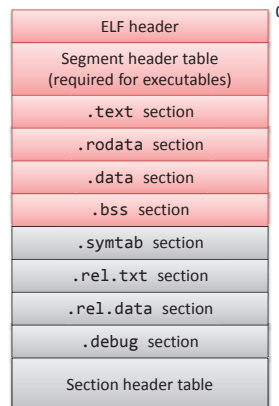 ELF header
Segment header table
(required for executables)
.text section
.rodata section
.data section
.bss section
.symtab section
.rel.txt section
.rel.data section
.debug section
Section header table